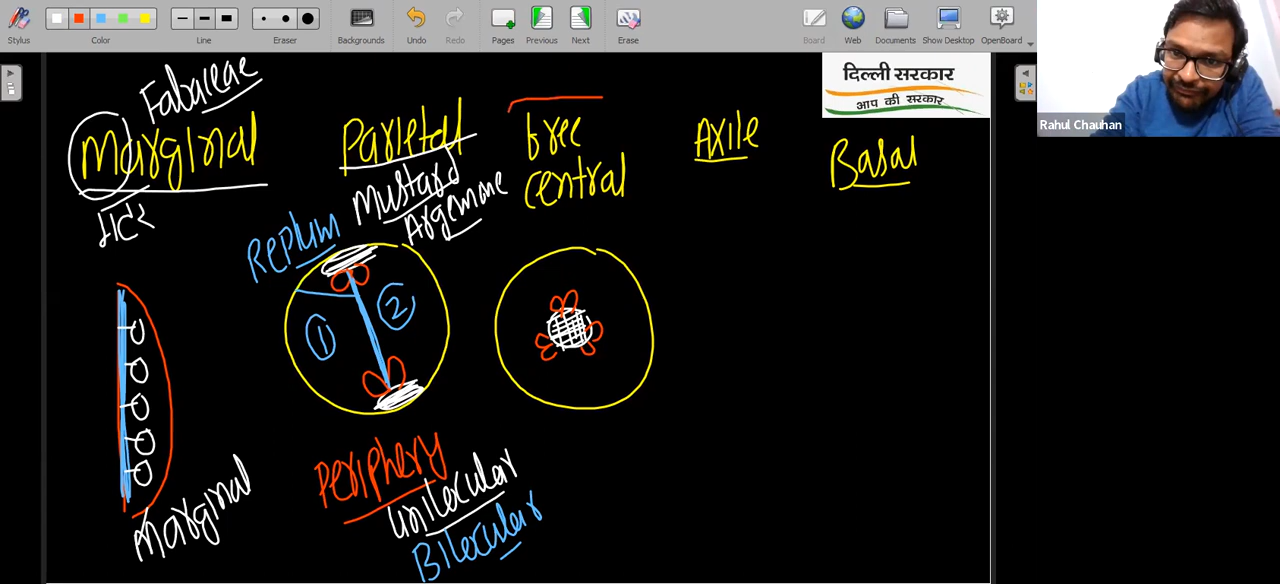 Stylus
Color
Line
Eraser
Backgrounds
Undo
Redo
Pages
Previous
Next
Erase
Board
Web
Documents
Show Desktop
OpenBoard
दिल्ली सरकार
आप की सरकार
Rahul Chauhan
Fabaceae
Marginal
मटर
Parietal
Mustard
Argemone
free
central
Axile
Basal
Replum
1
2
Marginal
Periphery
Unilocular
Bilocular